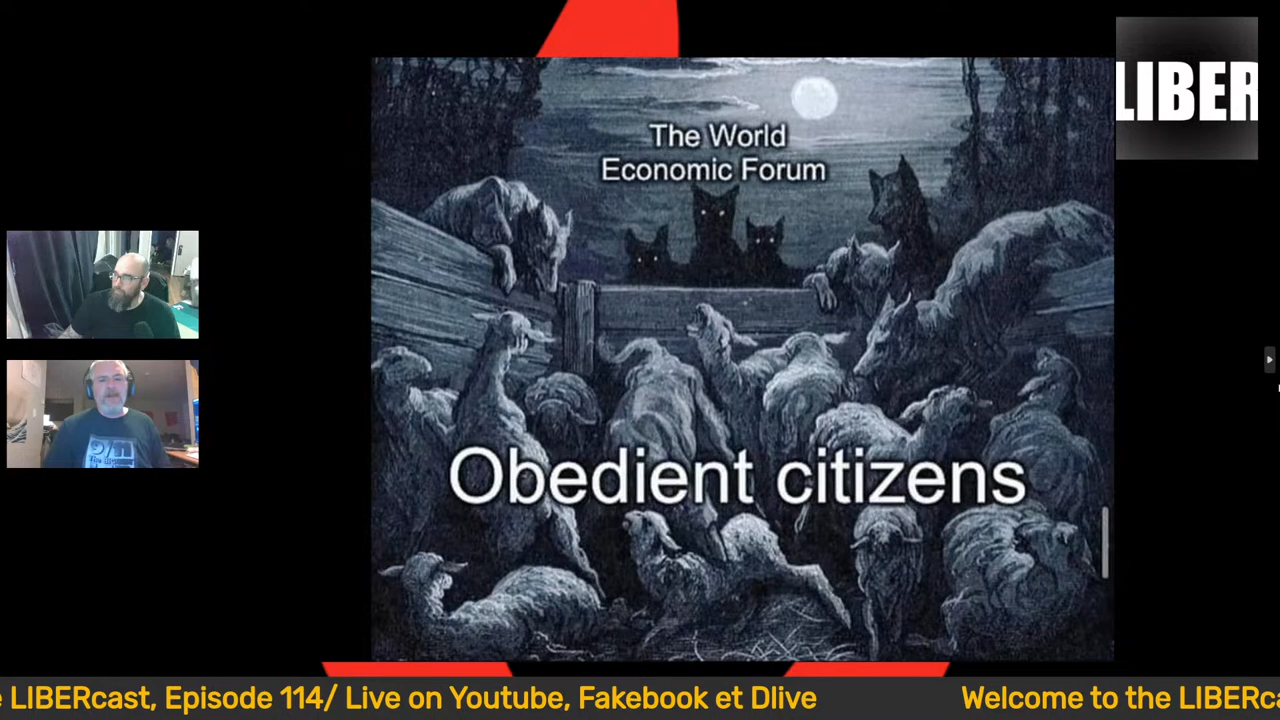 LIBER
The World
Economic Forum
Obedient citizens
LIBERcast, Episode 114/ Live on Youtube, Fakebook et Dlive
Welcome to the